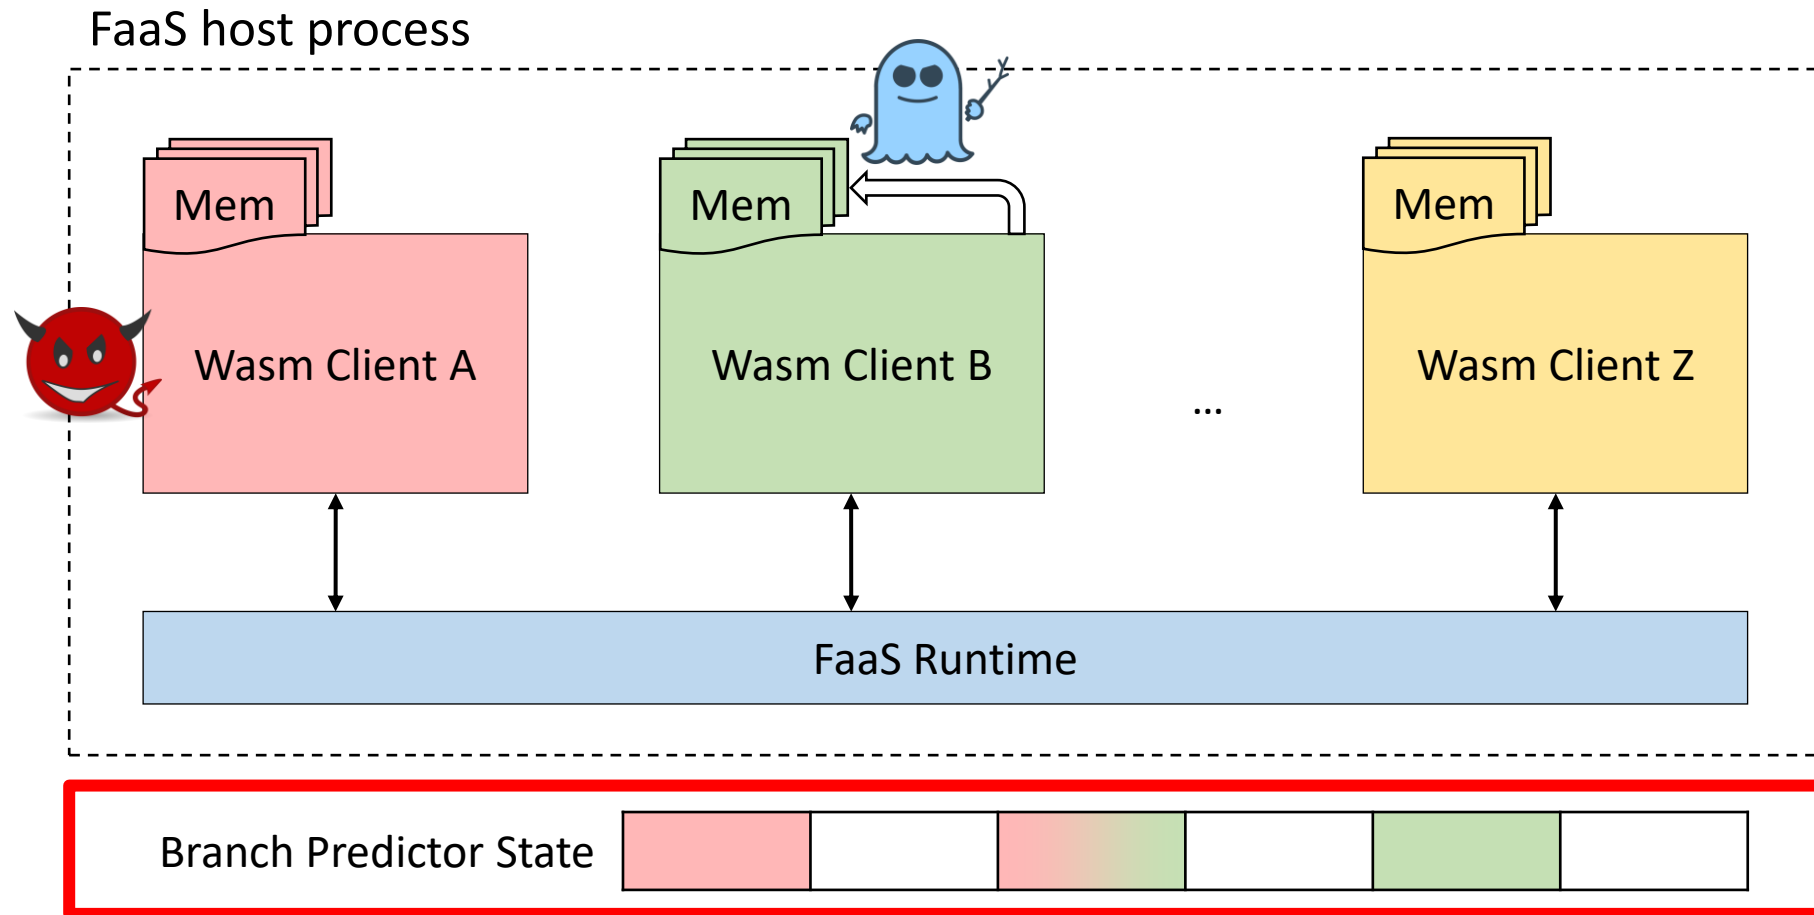 FaaS host process
Mem
Mem
Mem
Wasm Client A
Wasm Client B
...
Wasm Client Z
FaaS Runtime
Branch Predictor State